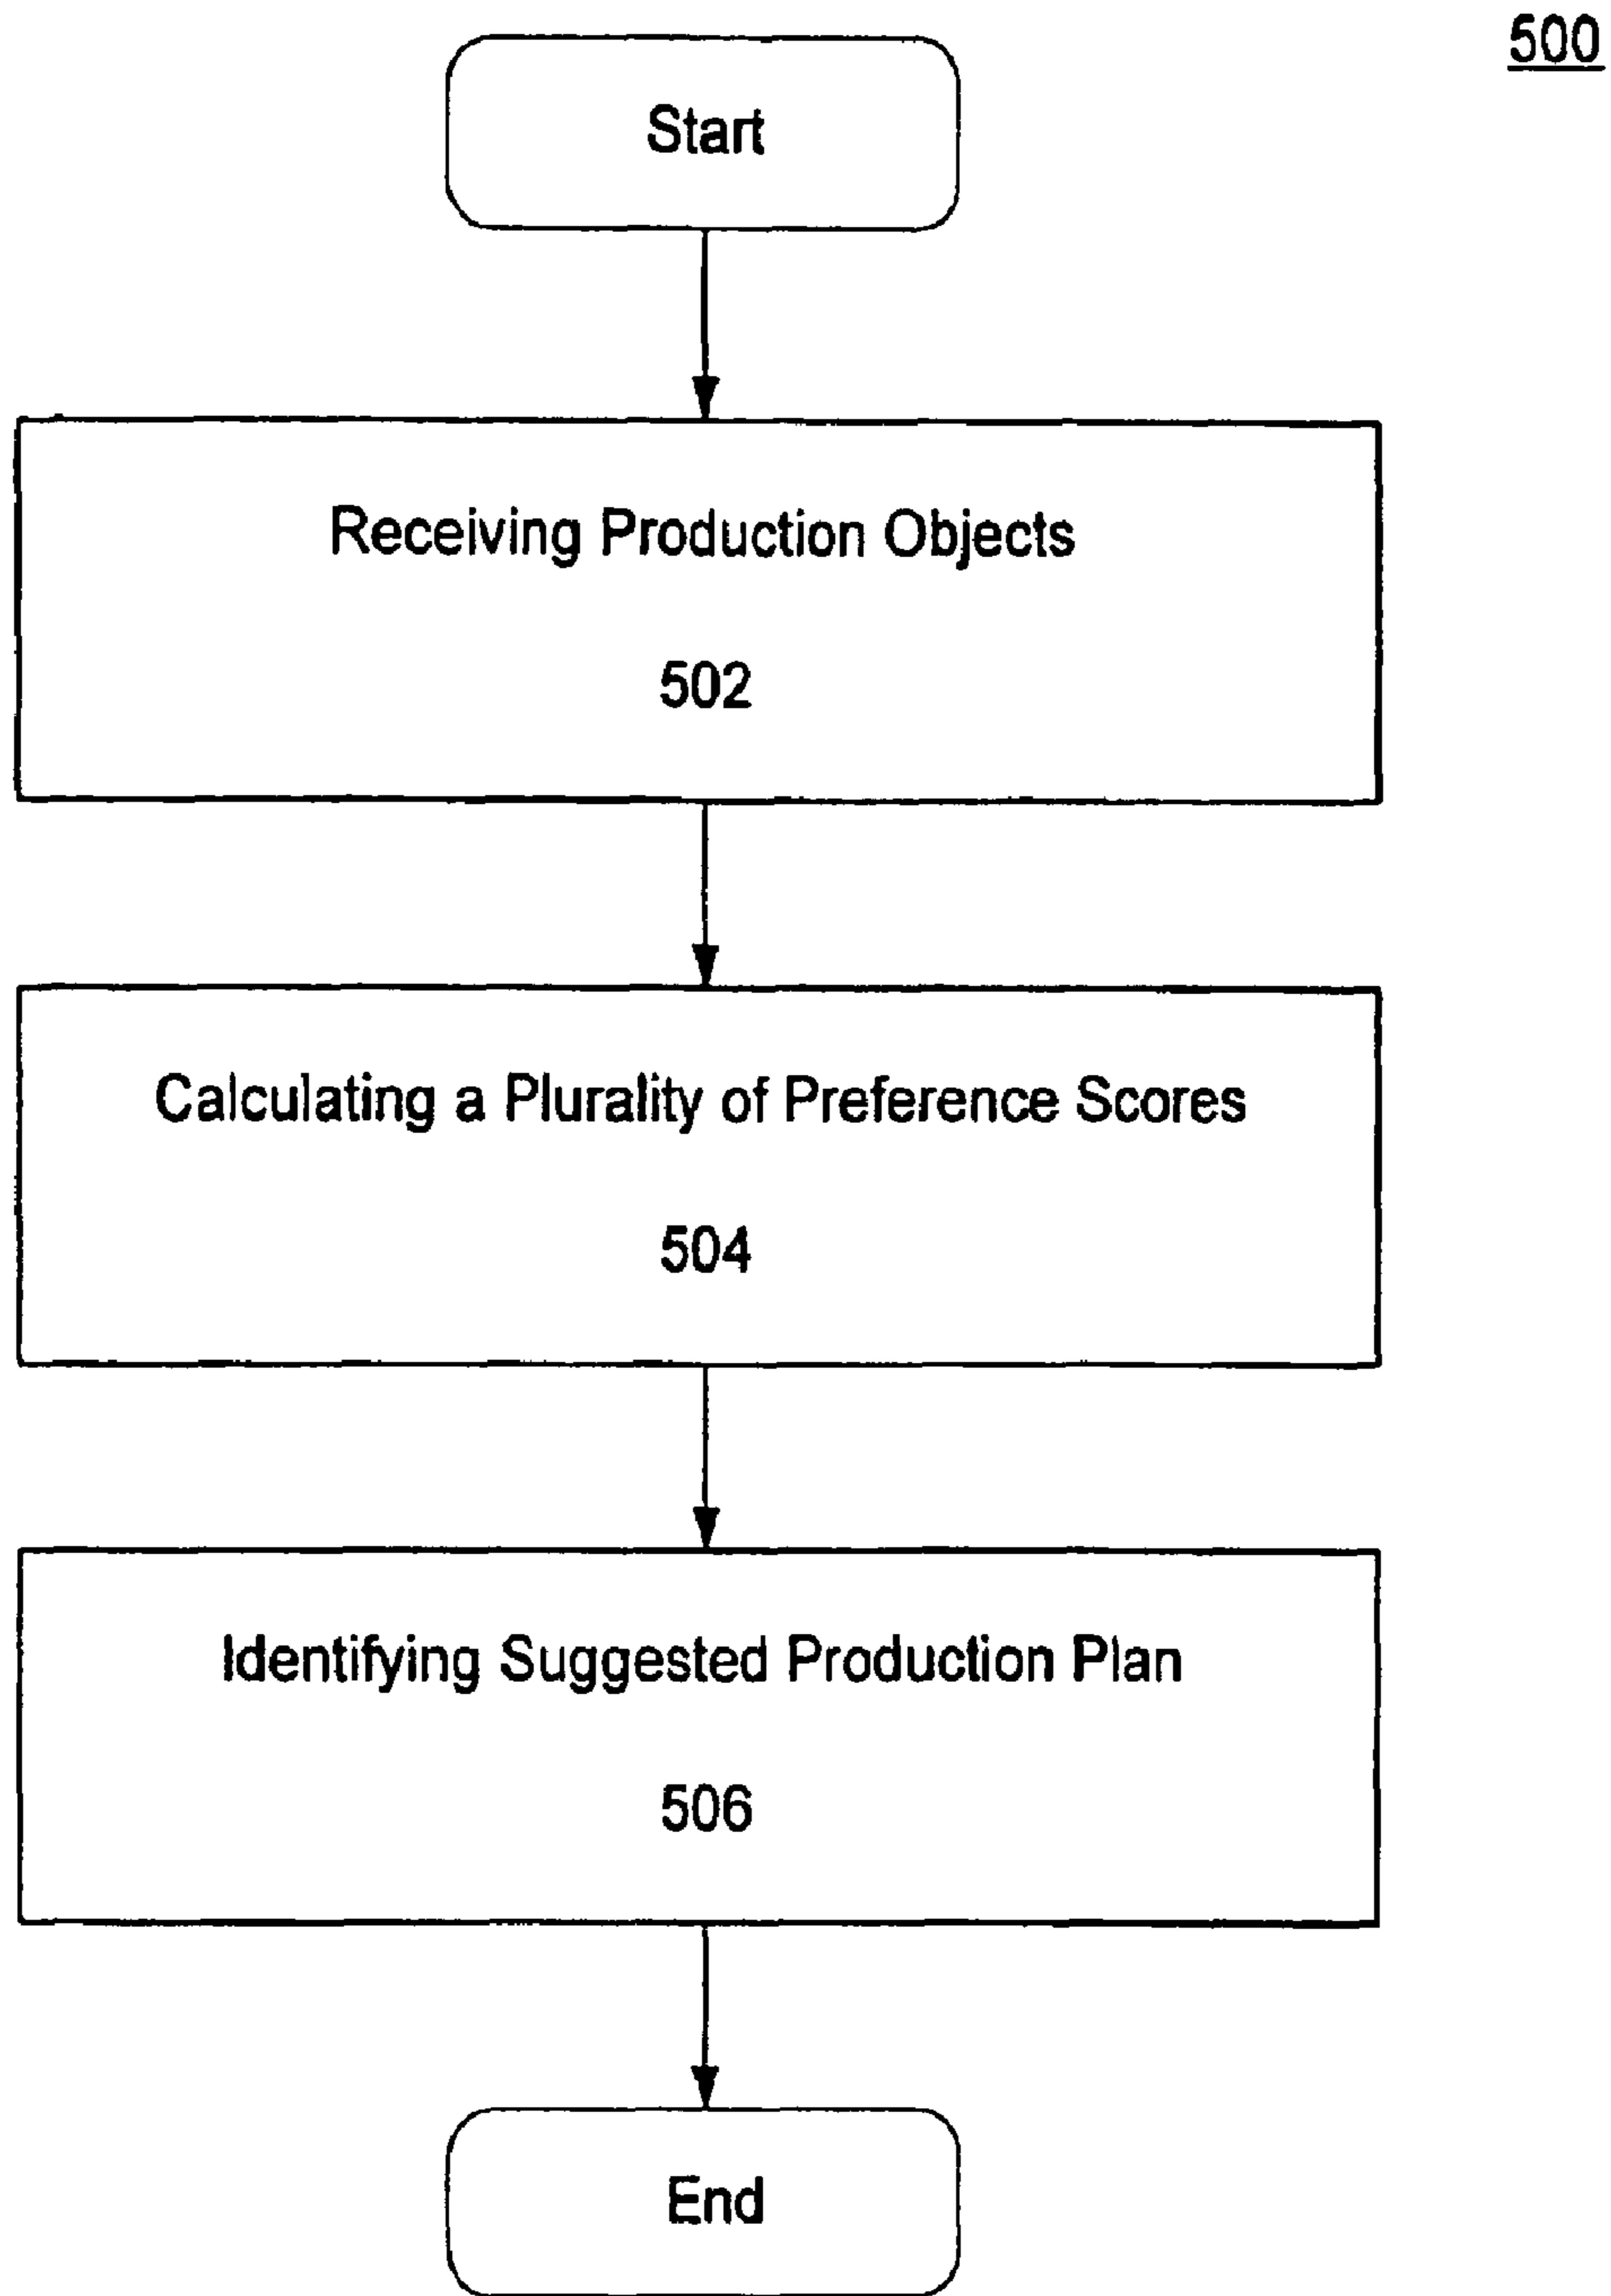 500
Start
Receiving Production Objects
502
Calculating a Plurality of Preference Scores
504
Identifying Suggested Production Plan
506
End